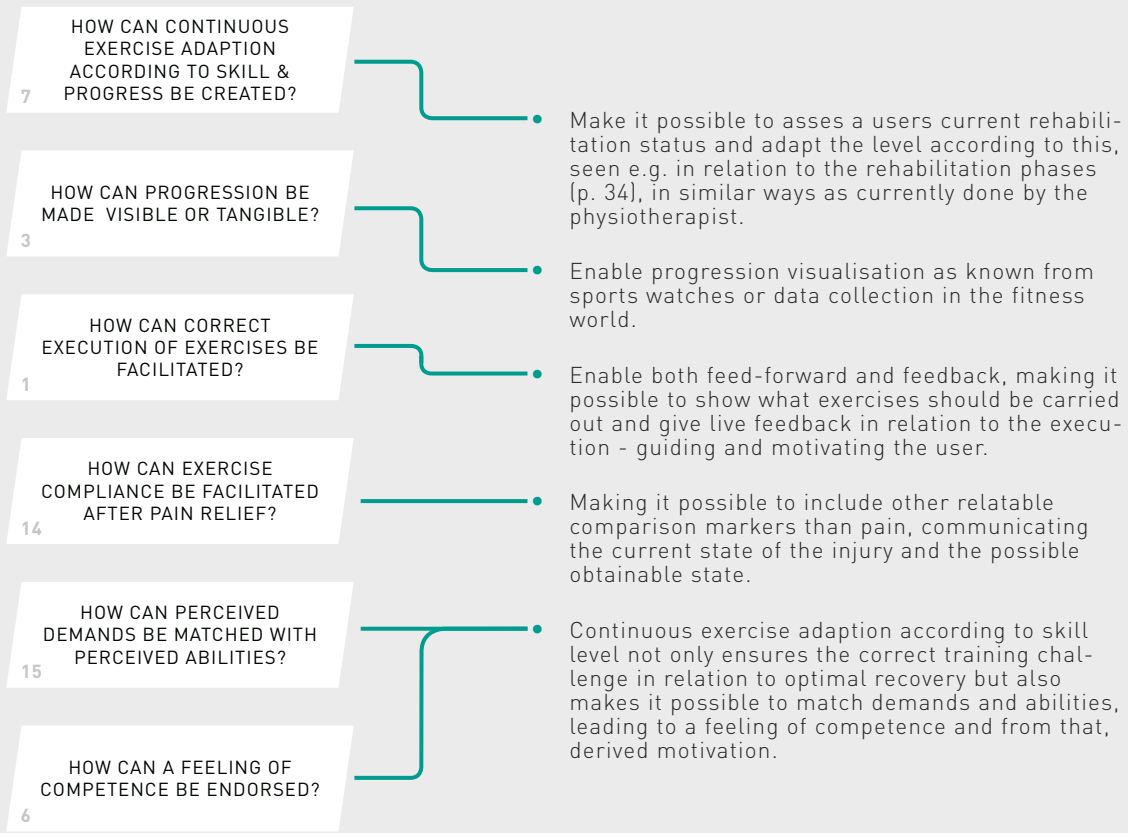 HOW CAN CONTINUOUS
EXERCISE ADAPTION
ACCORDING TO SKILL &
PROGRESS BE CREATED?
7
Make it possible to asses a users current rehabili-
tation status and adapt the level according to this,
seen e.g. in relation to the rehabilitation phases
(p. 34), in similar ways as currently done by the
physiotherapist.
HOW CAN PROGRESSION BE
MADE VISIBLE OR TANGIBLE?
3
Enable progression visualisation as known from
sports watches or data collection in the fitness
world.
HOW CAN CORRECT
EXECUTION OF EXERCISES BE
FACILITATED?
1
Enable both feed-forward and feedback, making it
possible to show what exercises should be carried
out and give live feedback in relation to the execu-
tion - guiding and motivating the user.
HOW CAN EXERCISE
COMPLIANCE BE FACILITATED
AFTER PAIN RELIEF?
14
Making it possible to include other relatable
comparison markers than pain, communicating
the current state of the injury and the possible
obtainable state.
HOW CAN PERCEIVED
DEMANDS BE MATCHED WITH
PERCEIVED ABILITIES?
15
Continuous exercise adaption according to skill
level not only ensures the correct training chal-
lenge in relation to optimal recovery but also
makes it possible to match demands and abilities,
leading to a feeling of competence and from that,
derived motivation.
HOW CAN A FEELING OF
COMPETENCE BE ENDORSED?
6